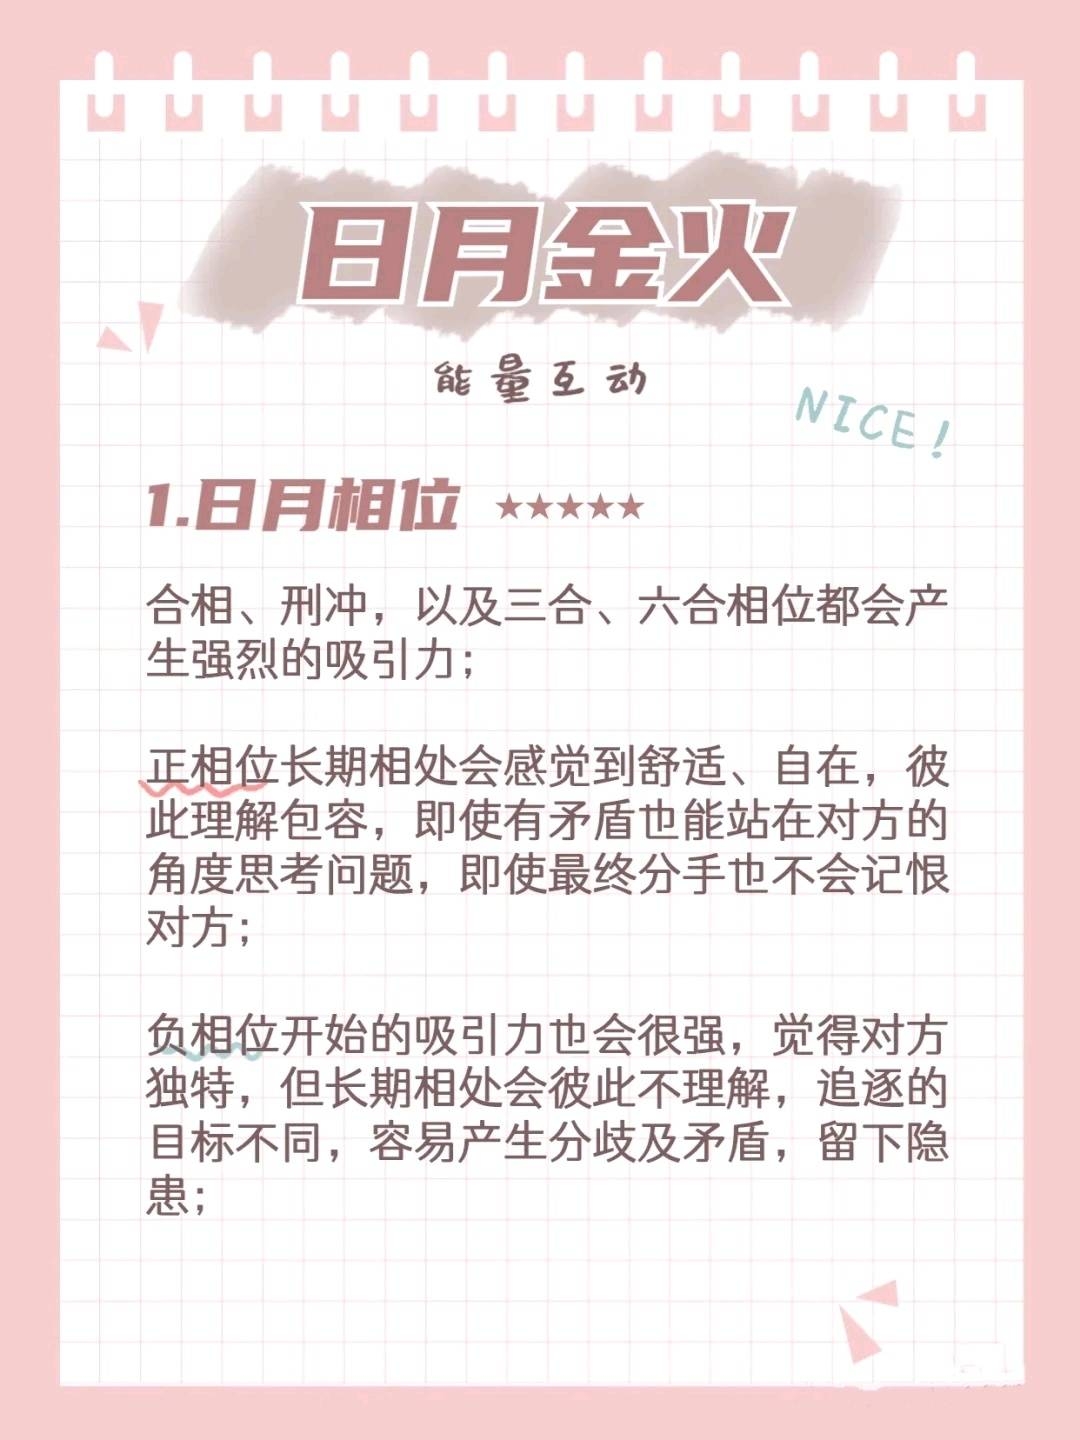 日月金火
能量互动
NICE!
1.日月相位 ★★★★★
合相、刑冲，以及三合、六合相位都会产
生强烈的吸引力；
正相位长期相处会感觉到舒适、自在，彼
此理解包容，即使有矛盾也能站在对方的
角度思考问题，即使最终分手也不会记恨
对方；
负相位开始的吸引力也会很强，觉得对方
独特，但长期相处会彼此不理解，追逐的
目标不同，容易产生分歧及矛盾，留下隐
患；